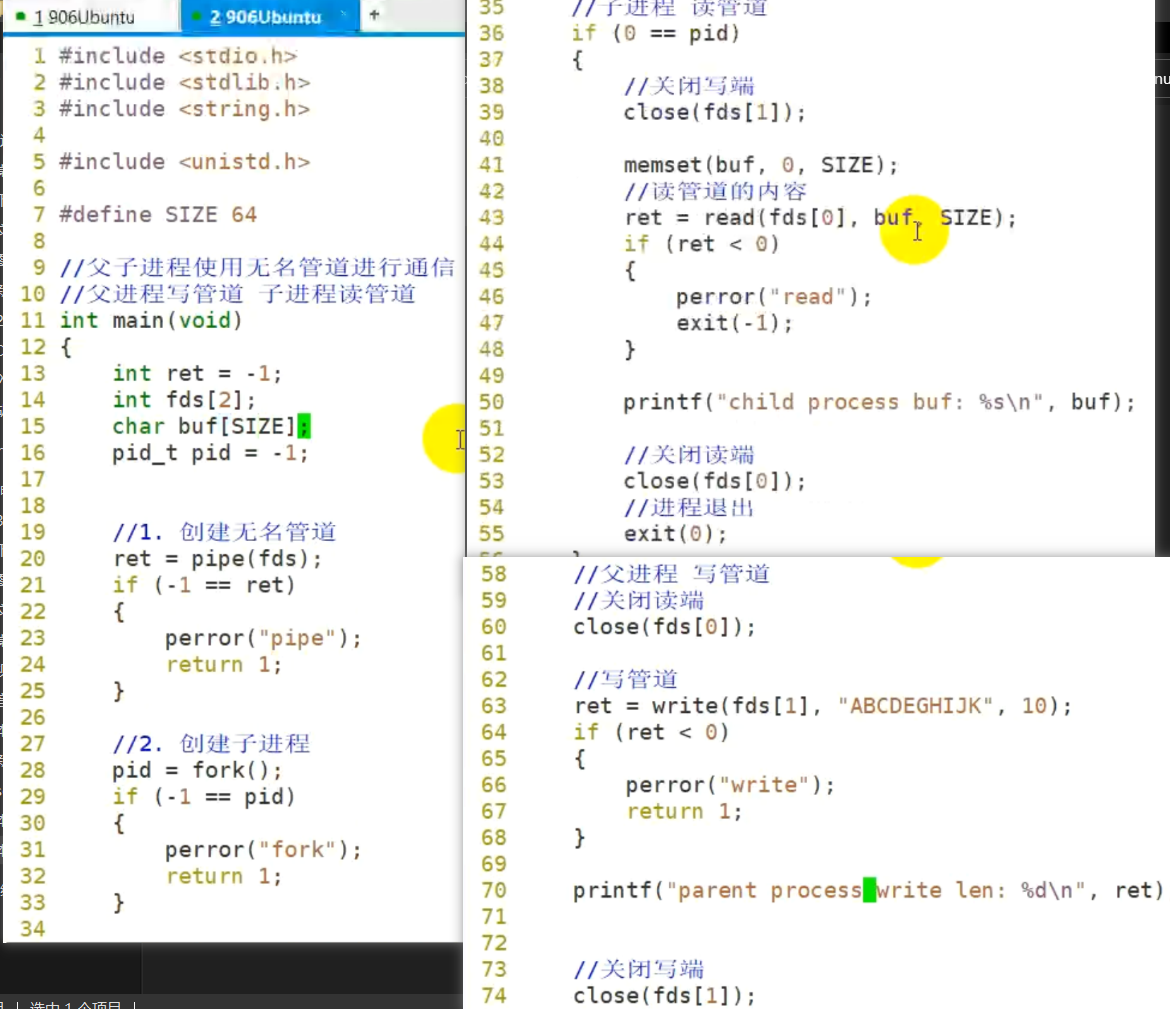 1 906Ubuntu
2 906Ubuntu
+
1 #include <stdio.h>
2 #include <stdlib.h>
3 #include <string.h>
4
5 #include <unistd.h>
6
7 #define SIZE 64
8
9 //父子进程使用无名管道进行通信
10 //父进程写管道 子进程读管道
11 int main(void)
12 {
13     int ret = -1;
14     int fds[2];
15     char buf[SIZE];
16     pid_t pid = -1;
17
18
19     //1. 创建无名管道
20     ret = pipe(fds);
21     if (-1 == ret)
22     {
23         perror("pipe");
24         return 1;
25     }
26
27     //2. 创建子进程
28     pid = fork();
29     if (-1 == pid)
30     {
31         perror("fork");
32         return 1;
33     }
34
35     //子进程 读管道
36     if (0 == pid)
37     {
38         //关闭写端
39         close(fds[1]);
40
41         memset(buf, 0, SIZE);
42         //读管道的内容
43         ret = read(fds[0], buf, SIZE);
44         if (ret < 0)
45         {
46             perror("read");
47             exit(-1);
48         }
49
50         printf("child process buf: %s\n", buf);
51
52         //关闭读端
53         close(fds[0]);
54         //进程退出
55         exit(0);
58     //父进程 写管道
59     //关闭读端
60     close(fds[0]);
61
62     //写管道
63     ret = write(fds[1], "ABCDEGHIJK", 10);
64     if (ret < 0)
65     {
66         perror("write");
67         return 1;
68     }
69
70     printf("parent process write len: %d\n", ret)
71
72
73     //关闭写端
74     close(fds[1]);
选中 1 个项目